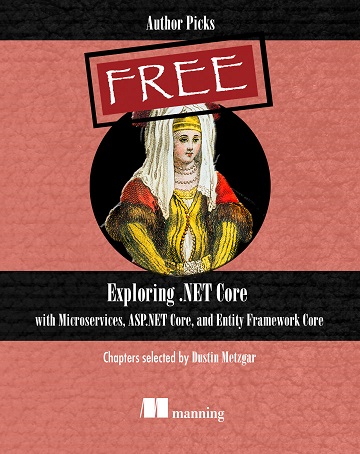 Author Picks
FREE
Exploring .NET Core
with Microservices, ASP.NET Core, and Entity Framework Core
Chapters selected by Dustin Metzgar
manning